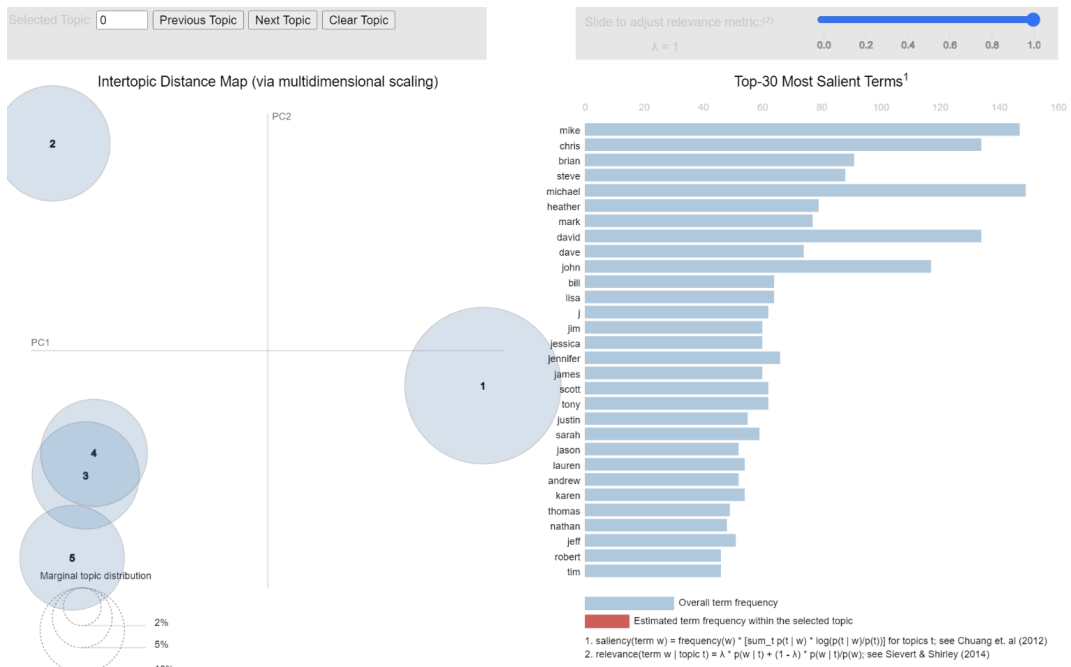 Selected Topic: 0 Previous Topic Next Topic Clear Topic
Slide to adjust relevance metric:(2)
λ = 1
0.0 0.2 0.4 0.6 0.8 1.0
Intertopic Distance Map (via multidimensional scaling)
PC2
PC1
2
1
4
3
5
Marginal topic distribution
2%
5%
10%
Top-30 Most Salient Terms1
0 20 40 60 80 100 120 140 160
mike
chris
brian
steve
michael
heather
mark
david
dave
john
bill
lisa
j
jim
jessica
jennifer
james
scott
tony
justin
sarah
jason
lauren
andrew
karen
thomas
nathan
jeff
robert
tim
Overall term frequency
Estimated term frequency within the selected topic
1. saliency(term w) = frequency(w) * [sum_t p(t | w) * log(p(t | w)/p(t))] for topics t; see Chuang et. al (2012)
2. relevance(term w | topic t) = λ * p(w | t) + (1 - λ) * p(w | t)/p(w); see Sievert & Shirley (2014)